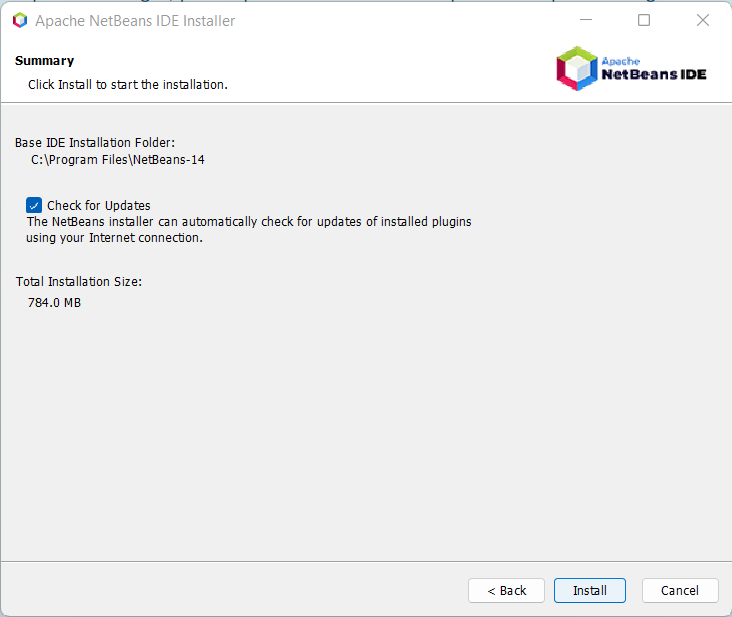 Apache NetBeans IDE Installer
Summary
Click Install to start the installation.
Apache
NetBeans IDE
Base IDE Installation Folder:
C:\Program Files\NetBeans-14
Check for Updates
The NetBeans installer can automatically check for updates of installed plugins
using your Internet connection.
Total Installation Size:
784.0 MB
< Back
Install
Cancel